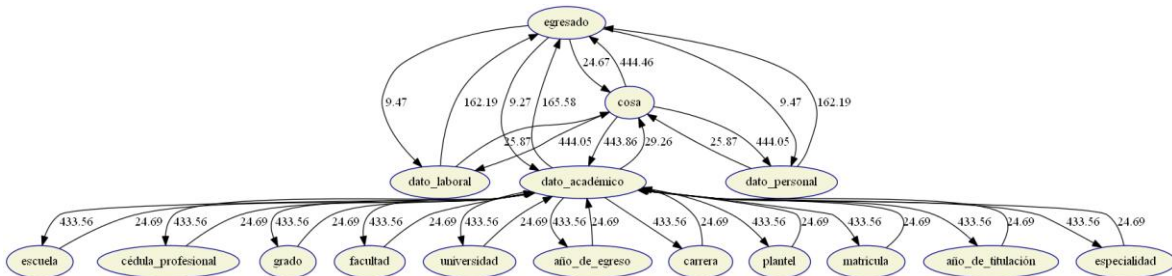 egresado
24.67 444.46
9.47 162.19 9.27 165.58 cosa 9.47 162.19
25.87 444.05 443.86 29.26 25.87 444.05
dato_laboral dato_académico dato_personal
433.56 24.69 433.56 24.69 433.56 24.69 433.56 24.69 433.56 24.69 433.56 24.69 433.56 24.69 433.56 24.69 433.56 24.69 433.56 24.69 433.56 24.69
escuela cédula_profesional grado facultad universidad año_de_egreso carrera plantel matricula año_de_titulación especialidad